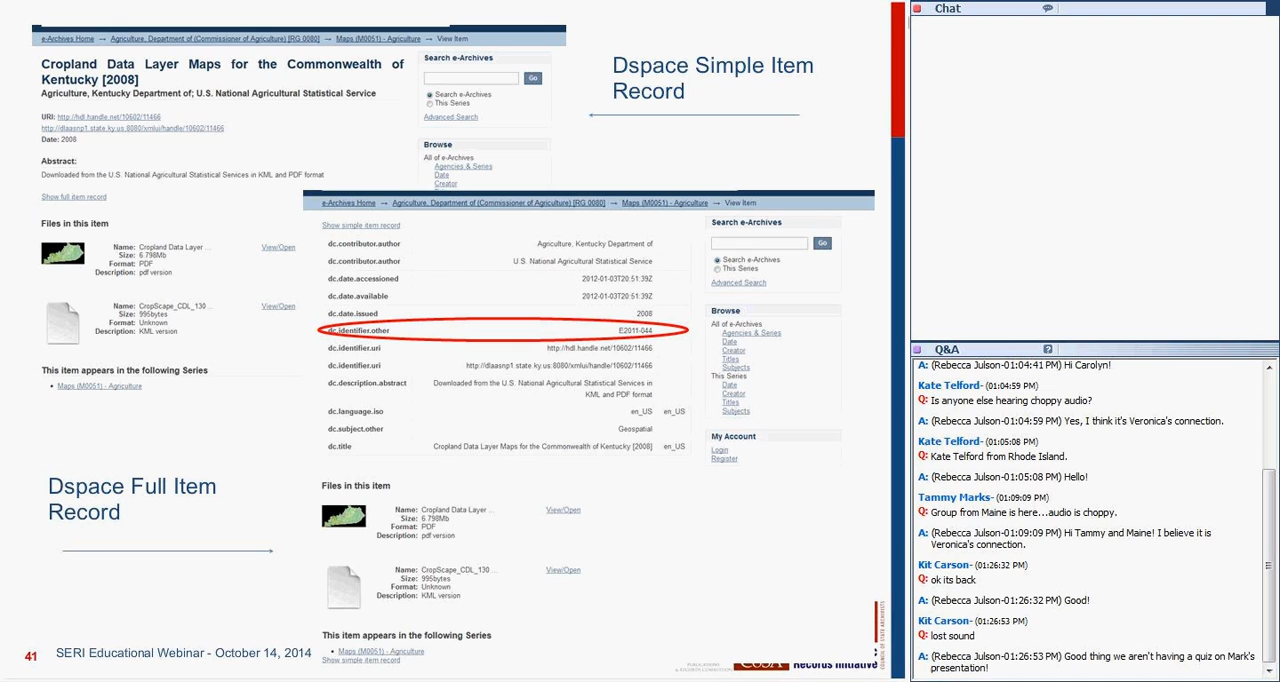 e-Archives Home → Agriculture, Department of (Commissioner of Agriculture) [RG 0080] → Maps (M0051) - Agriculture → View Item
Cropland Data Layer Maps for the Commonwealth of
Kentucky [2008]
Agriculture, Kentucky Department of; U.S. National Agricultural Statistical Service
URI: http://hdl.handle.net/10602/11466
http://dlaasnp1.state.ky.us:8080/xmlui/handle/10602/11466
Date: 2008
Abstract:
Downloaded from the U.S. National Agricultural Statistical Services in KML and PDF format
Show full item record
Files in this item
Name: Cropland Data Layer ... View/Open
Size: 6.798Mb
Format: PDF
Description: pdf version
Name: CropScape_CDL_130 ... View/Open
Size: 995bytes
Format: Unknown
Description: KML version
This item appears in the following Series
• Maps (M0051) - Agriculture
Search e-Archives
Go
Search e-Archives
This Series
Advanced Search
Browse
All of e-Archives
Agencies & Series
Date
Creator
Dspace Simple Item
Record
e-Archives Home → Agriculture, Department of (Commissioner of Agriculture) [RG 0080] → Maps (M0051) - Agriculture → View Item
Show simple item record
dc.contributor.author Agriculture, Kentucky Department of
dc.contributor.author U.S. National Agricultural Statistical Service
dc.date.accessioned 2012-01-03T20:51:39Z
dc.date.available 2012-01-03T20:51:39Z
dc.date.issued 2008
dc.identifier.other E2011-044
dc.identifier.uri http://hdl.handle.net/10602/11466
dc.identifier.uri http://dlaasnp1.state.ky.us:8080/xmlui/handle/10602/11466
dc.description.abstract Downloaded from the U.S. National Agricultural Statistical Services in
KML and PDF format
dc.language.iso en_US en_US
dc.subject.other Geospatial
dc.title Cropland Data Layer Maps for the Commonwealth of Kentucky [2008] en_US
Files in this item
Name: Cropland Data Layer ... View/Open
Size: 6.798Mb
Format: PDF
Description: pdf version
Name: CropScape_CDL_130 ... View/Open
Size: 995bytes
Format: Unknown
Description: KML version
This item appears in the following Series
• Maps (M0051) - Agriculture
Show simple item record
Search e-Archives
Go
Search e-Archives
This Series
Advanced Search
Browse
All of e-Archives
Agencies & Series
Date
Creator
Titles
Subjects
This Series
Date
Creator
Titles
Subjects
My Account
Login
Register
Dspace Full Item
Record
41 SERI Educational Webinar - October 14, 2014
COUNCIL OF STATE ARCHIVISTS
CoSA
Records Initiative
Chat
Q&A
A: (Rebecca Julson-01:04:41 PM) Hi Carolyn!
Kate Telford- (01:04:59 PM)
Q: Is anyone else hearing choppy audio?
A: (Rebecca Julson-01:04:59 PM) Yes, I think it's Veronica's connection.
Kate Telford- (01:05:08 PM)
Q: Kate Telford from Rhode Island.
A: (Rebecca Julson-01:05:08 PM) Hello!
Tammy Marks- (01:09:09 PM)
Q: Group from Maine is here...audio is choppy.
A: (Rebecca Julson-01:09:09 PM) Hi Tammy and Maine! I believe it is
Veronica's connection.
Kit Carson- (01:26:32 PM)
Q: ok its back
A: (Rebecca Julson-01:26:32 PM) Good!
Kit Carson- (01:26:53 PM)
Q: lost sound
A: (Rebecca Julson-01:26:53 PM) Good thing we aren't having a quiz on Mark's
presentation!